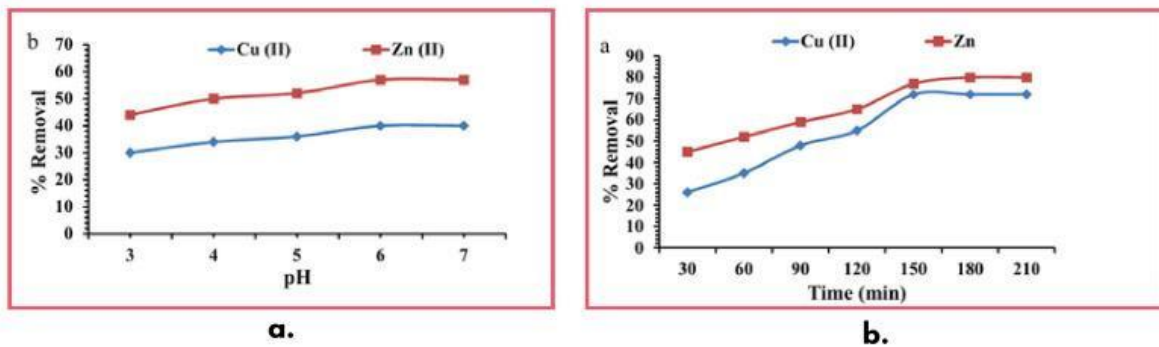 b
Cu (II) Zn (II)
70
60
50
40
30
20
10
0
% Removal
3 4 5 6 7
pH
a.
a
Cu (II) Zn
90
80
70
60
50
40
30
20
10
0
% Removal
30 60 90 120 150 180 210
Time (min)
b.